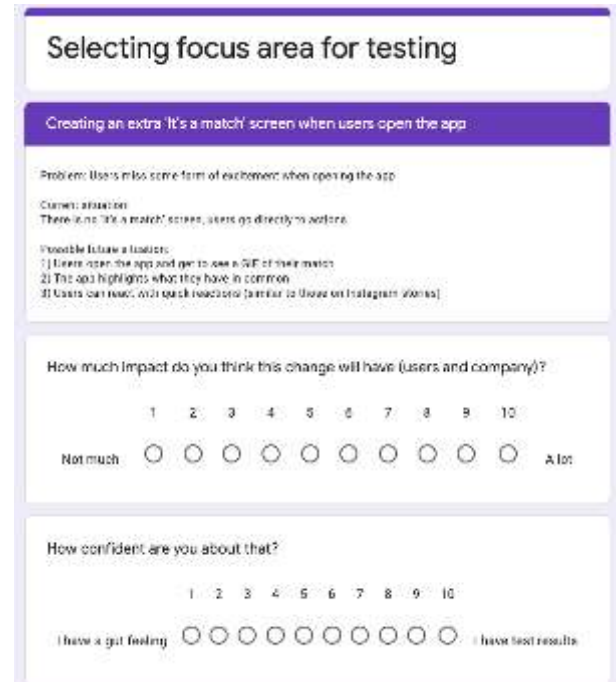 Selecting focus area for testing
Creating an extra 'It's a match' screen when users open the app
Problem: Users miss some form of excitement when opening the app
Current situation:
There is no 'It's a match' screen, users go directly to actions
Possible future situation:
1) Users open the app and get to see a GIF of their match
2) The app highlights what they have in common
3) Users can react with quick reactions (similar to those on Instagram stories)
How much impact do you think this change will have (users and company)?
1 2 3 4 5 6 7 8 9 10
Not much A lot
How confident are you about that?
1 2 3 4 5 6 7 8 9 10
I have a gut feeling I have test results